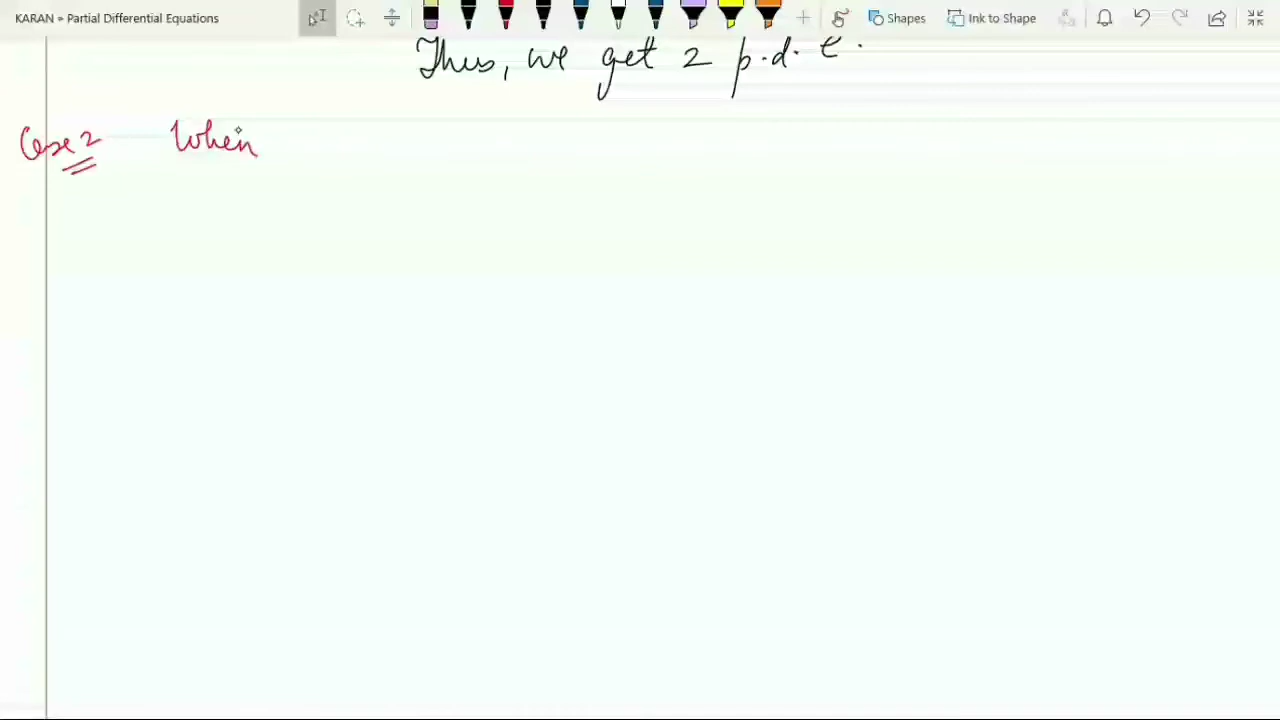 KARAN » Partial Differential Equations
Shapes
Ink to Shape
Thus, we get 2 p.d.e.
Case 2 When